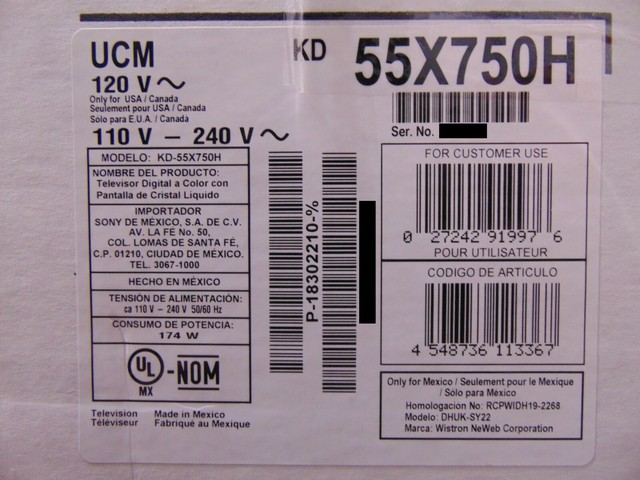 UCM
120 V ~
Only for USA / Canada
Seulement pour USA / Canada
Sólo para E.U.A. / Canadá
110 V – 240 V ~
MODELO: KD-55X750H
NOMBRE DEL PRODUCTO:
Televisor Digital a Color con
Pantalla de Cristal Líquido
IMPORTADOR
SONY DE MÉXICO, S.A. DE C.V.
AV. LA FE No. 50,
COL. LOMAS DE SANTA FÉ,
C.P. 01210, CIUDAD DE MÉXICO.
TEL. 3067-1000
HECHO EN MÉXICO
TENSIÓN DE ALIMENTACIÓN:
ca 110 V – 240 V 50/60 Hz
CONSUMO DE POTENCIA:
174 W
UL -NOM
MX
Television Made in Mexico
Téléviseur Fabriqué au Mexique
P-18302210-%
KD 55X750H
Ser. No.
FOR CUSTOMER USE
0 27242 91997 6
POUR UTILISATEUR
CODIGO DE ARTICULO
4 548736 113367
Only for Mexico / Seulement pour le Mexique
/ Sólo para México
Homologación No: RCPWIDH19-2268
Modelo: DHUK-SY22
Marca: Wistron NeWeb Corporation